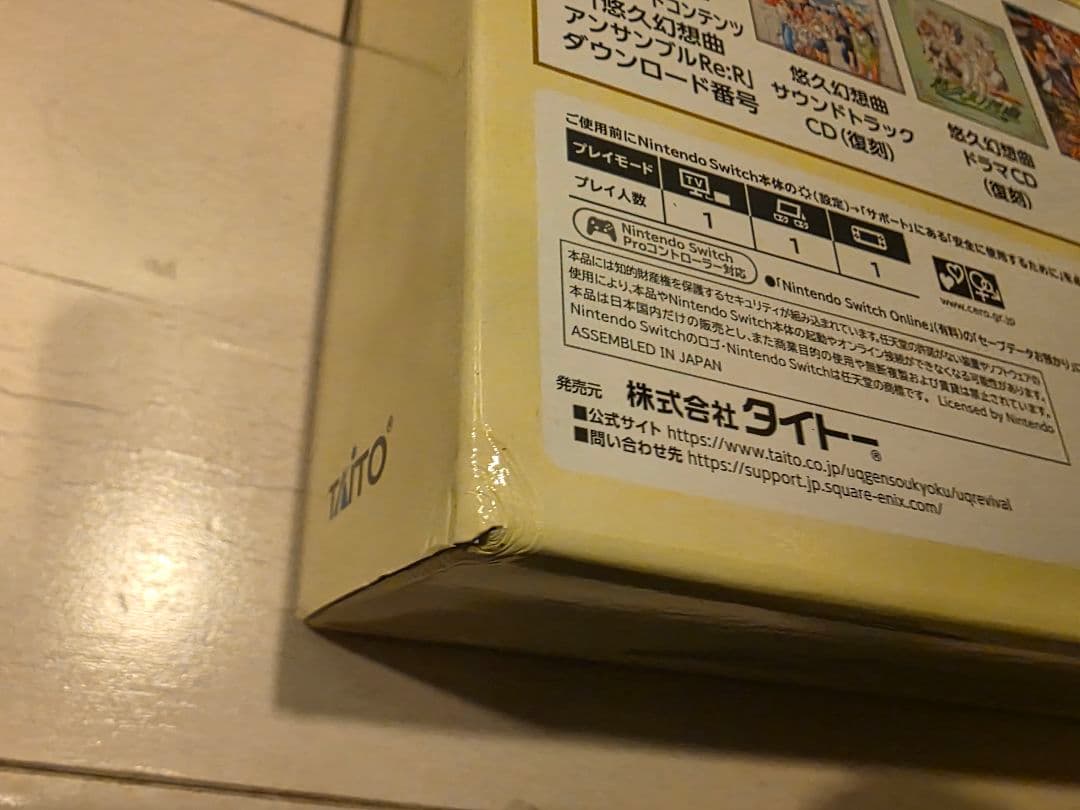 ドコンテンツ
「悠久幻想曲
アンサンブルRe:R」
ダウンロード番号
悠久幻想曲
サウンドトラック
CD(復刻)
悠久幻想曲
ドラマCD
(復刻)
ご使用前にNintendo Switch本体の(設定)→「サポート」にある「安全に使用するために」を
プレイモード TV
プレイ人数 1 1 1
Nintendo Switch
Proコントローラー対応
www.cero.gr.jp
●「Nintendo Switch Online」(有料)の「セーブデータお預かり」に
本品には知的財産権を保護するセキュリティが組み込まれています。任天堂の許諾がない装置やソフトウェアの
使用により、本品やNintendo Switch本体の起動やオンライン接続ができなくなる可能性があります。
本品は日本国内だけの販売とし、また商業目的の使用や無断複製および賃貸は禁止されています。
Nintendo Switchのロゴ・Nintendo Switchは任天堂の商標です。 Licensed by Nintendo
ASSEMBLED IN JAPAN
発売元 株式会社タイトー®
■公式サイト https://www.taito.co.jp/uqgensoukyoku/uqrevival
■問い合わせ先 https://support.jp.square-enix.com/
TAITO®